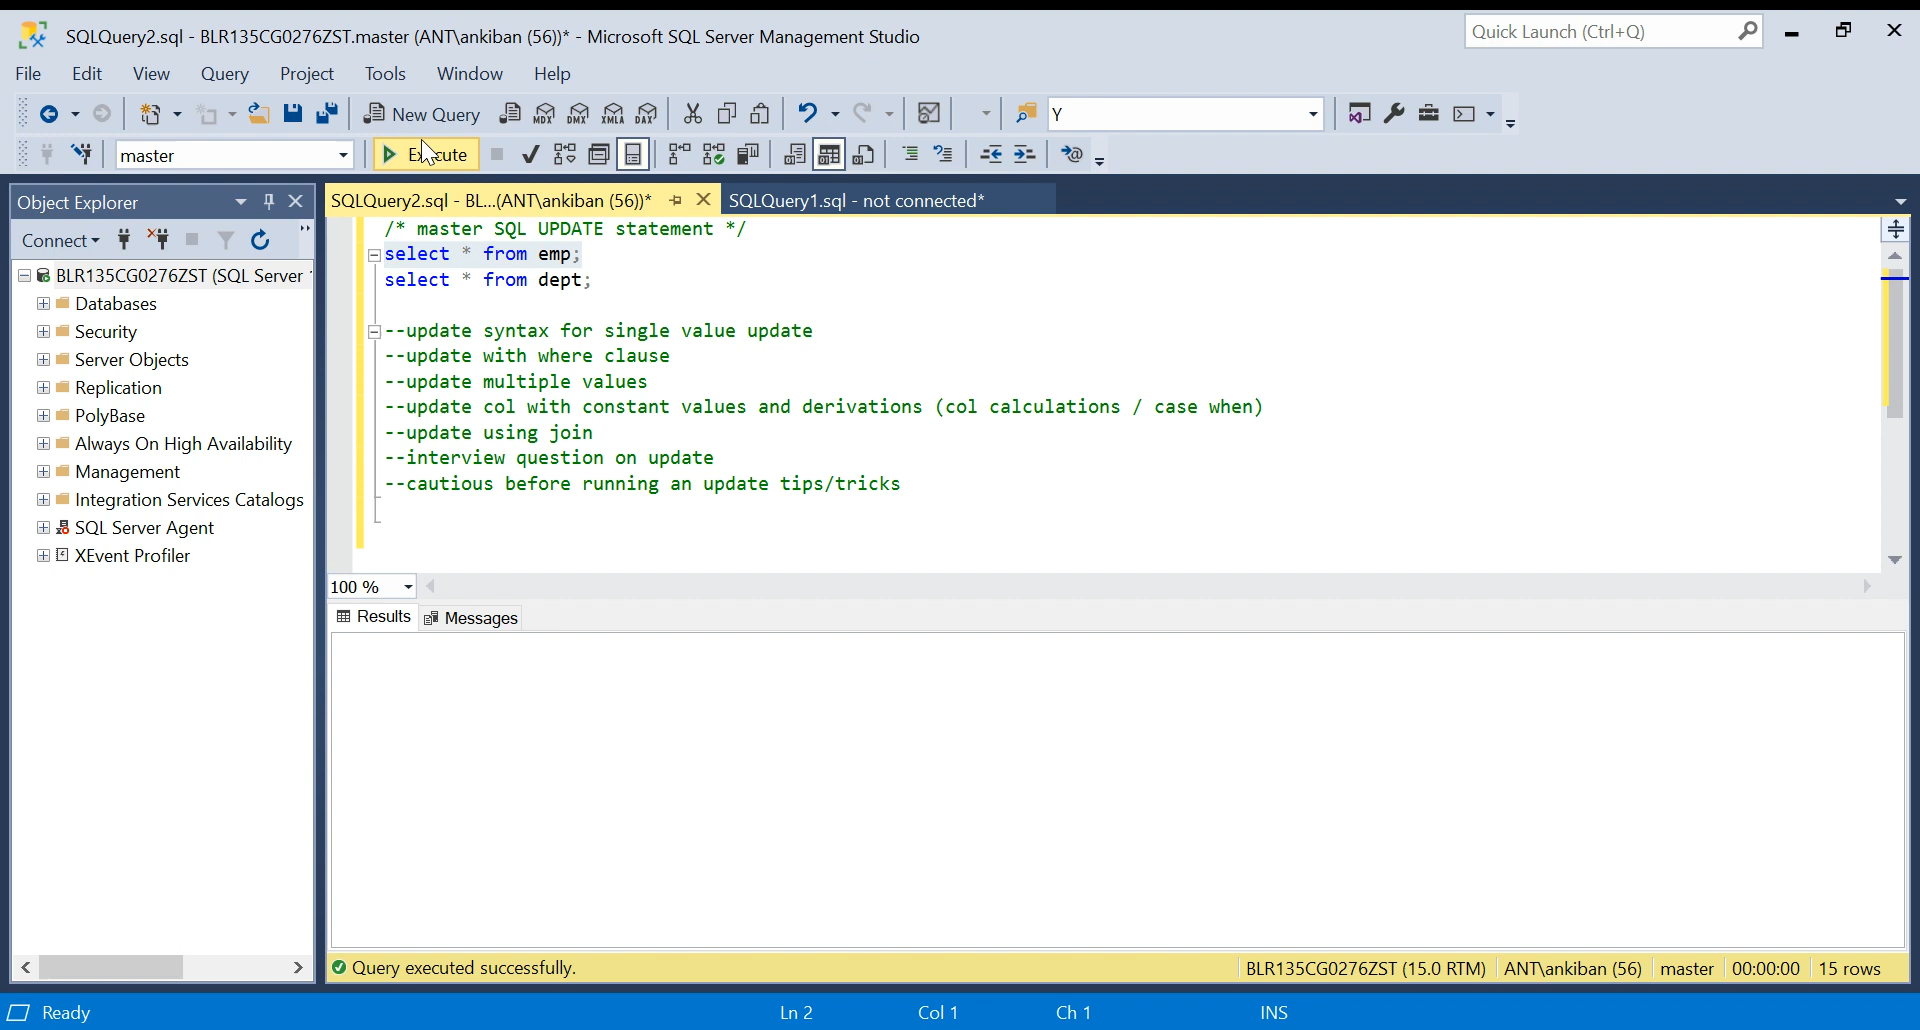 SQLQuery2.sql - BLR135CG0276ZST.master (ANT\ankiban (56))* - Microsoft SQL Server Management Studio
Quick Launch (Ctrl+Q)
File Edit View Query Project Tools Window Help
New Query MDX DMX XMLA DAX Y
master Execute
Object Explorer
SQLQuery2.sql - BL...(ANT\ankiban (56))* SQLQuery1.sql - not connected*
Connect
BLR135CG0276ZST (SQL Server
Databases
Security
Server Objects
Replication
PolyBase
Always On High Availability
Management
Integration Services Catalogs
SQL Server Agent
XEvent Profiler
/* master SQL UPDATE statement */
select * from emp;
select * from dept;
--update syntax for single value update
--update with where clause
--update multiple values
--update col with constant values and derivations (col calculations / case when)
--update using join
--interview question on update
--cautious before running an update tips/tricks
100 %
Results Messages
Query executed successfully. BLR135CG0276ZST (15.0 RTM) ANT\ankiban (56) master 00:00:00 15 rows
Ready Ln 2 Col 1 Ch 1 INS